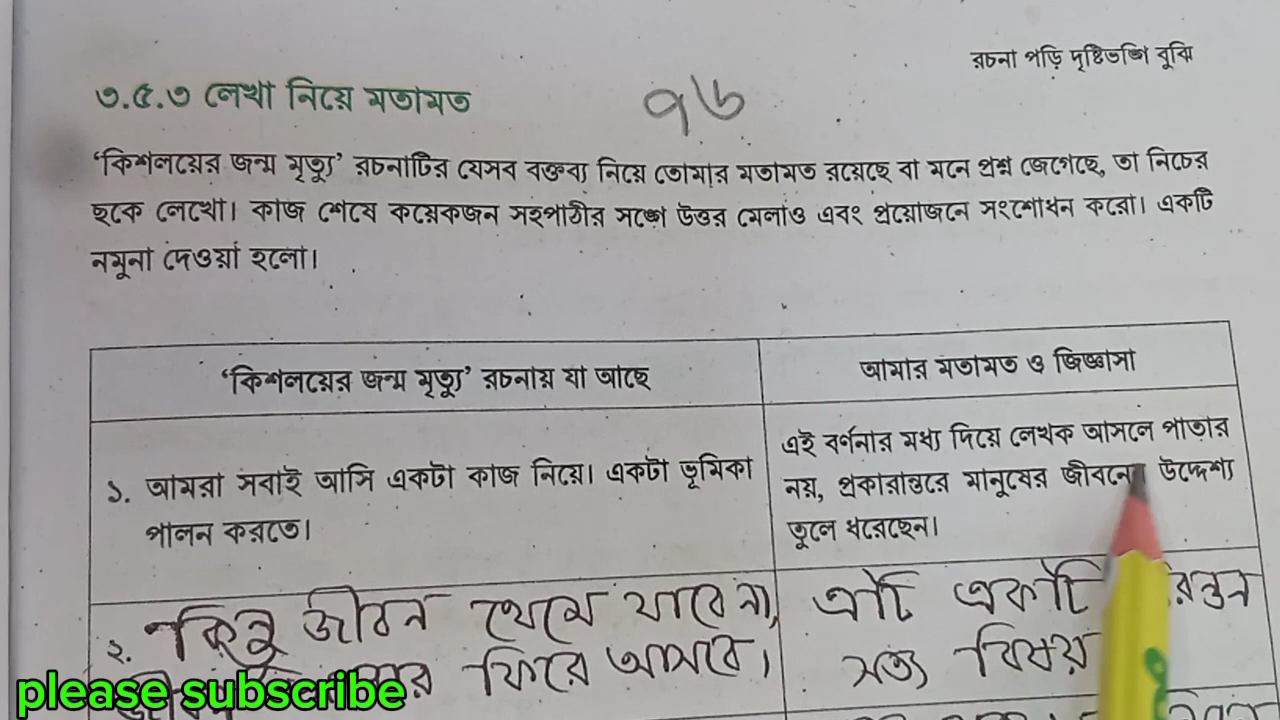 রচনা পড়ি দৃষ্টিভঙ্গি বুঝি
৩.৫.৩ লেখা নিয়ে মতামত
৭৬
‘কিশলয়ের জন্ম মৃত্যু’ রচনাটির যেসব বক্তব্য নিয়ে তোমার মতামত রয়েছে বা মনে প্রশ্ন জেগেছে, তা নিচের
ছকে লেখো। কাজ শেষে কয়েকজন সহপাঠীর সঙ্গে উত্তর মেলাও এবং প্রয়োজনে সংশোধন করো। একটি
নমুনা দেওয়া হলো।
‘কিশলয়ের জন্ম মৃত্যু’ রচনায় যা আছে
আমার মতামত ও জিজ্ঞাসা
১. আমরা সবাই আসি একটা কাজ নিয়ে। একটা ভূমিকা
পালন করতে।
এই বর্ণনার মধ্য দিয়ে লেখক আসলে পাতার
নয়, প্রকারান্তরে মানুষের জীবনের উদ্দেশ্য
তুলে ধরেছেন।
২. কিন্তু জীবন থেমে যাবে না,
ফিরে আসবে।
এটি একটি
সত্য বিষয়
please subscribe